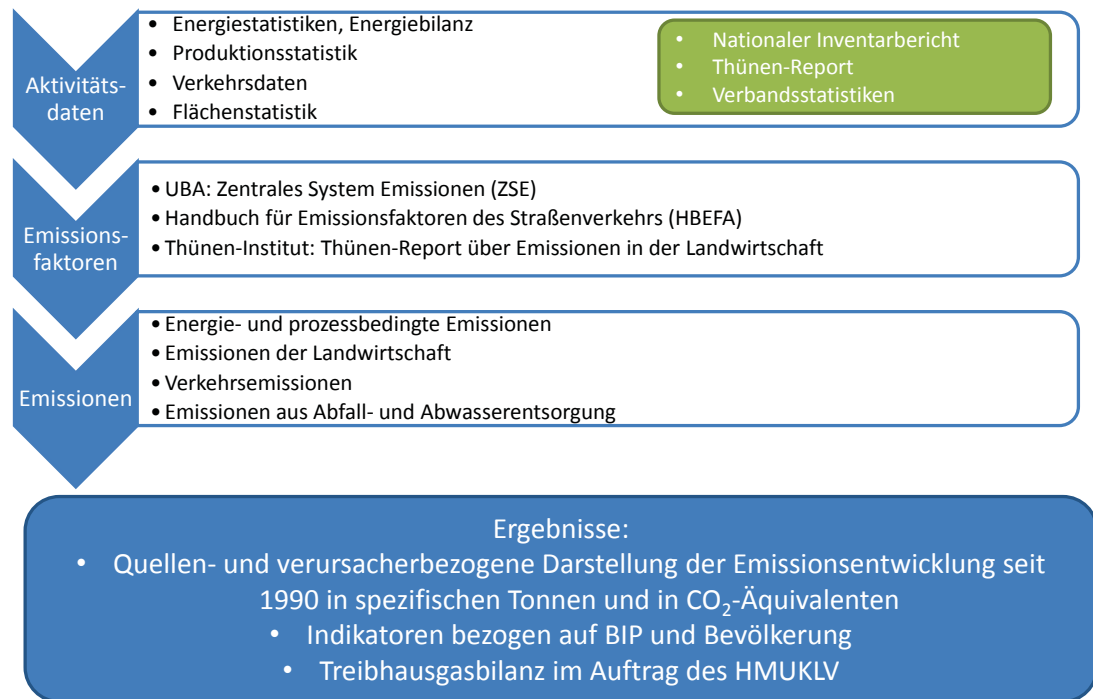 Aktivitäts-
daten
• Energiestatistiken, Energiebilanz
• Produktionsstatistik
• Verkehrsdaten
• Flächenstatistik
• Nationaler Inventarbericht
• Thünen-Report
• Verbandsstatistiken
Emissions-
faktoren
• UBA: Zentrales System Emissionen (ZSE)
• Handbuch für Emissionsfaktoren des Straßenverkehrs (HBEFA)
• Thünen-Institut: Thünen-Report über Emissionen in der Landwirtschaft
Emissionen
• Energie- und prozessbedingte Emissionen
• Emissionen der Landwirtschaft
• Verkehrsemissionen
• Emissionen aus Abfall- und Abwasserentsorgung
Ergebnisse:
• Quellen- und verursacherbezogene Darstellung der Emissionsentwicklung seit
1990 in spezifischen Tonnen und in CO₂-Äquivalenten
• Indikatoren bezogen auf BIP und Bevölkerung
• Treibhausgasbilanz im Auftrag des HMUKLV